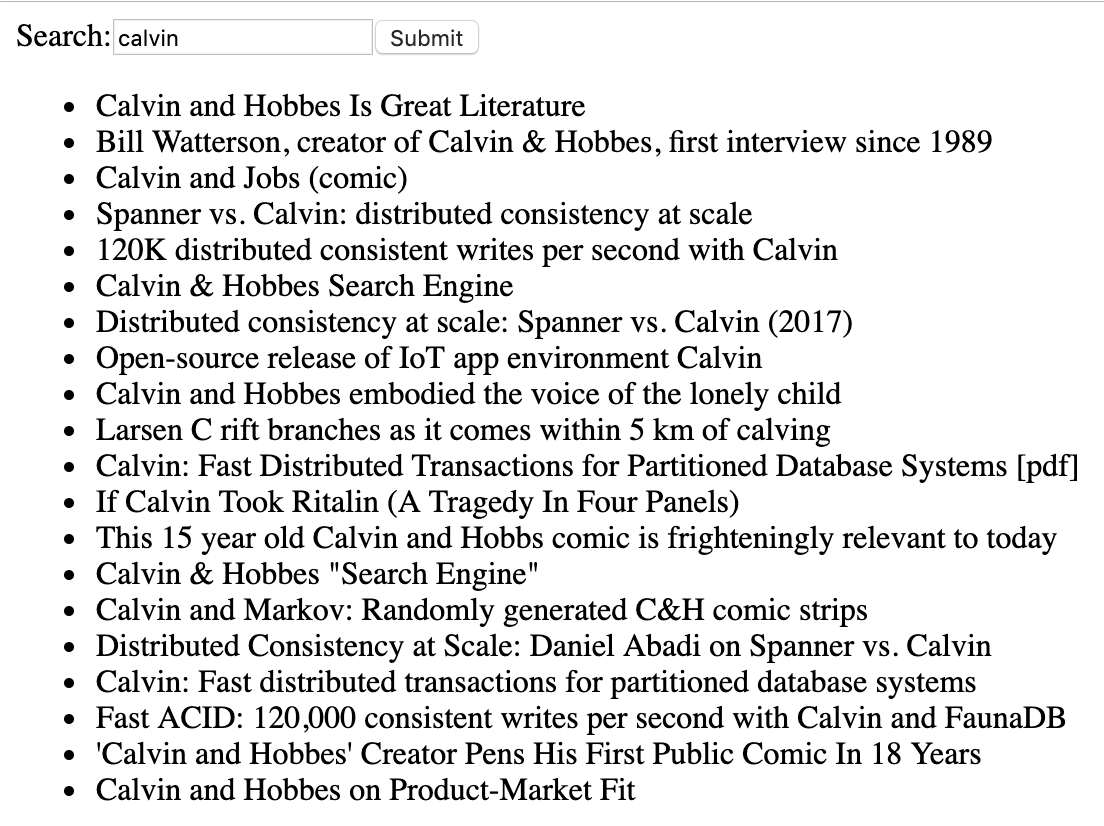 Search: calvin Submit
Calvin and Hobbes Is Great Literature
Bill Watterson, creator of Calvin & Hobbes, first interview since 1989
Calvin and Jobs (comic)
Spanner vs. Calvin: distributed consistency at scale
120K distributed consistent writes per second with Calvin
Calvin & Hobbes Search Engine
Distributed consistency at scale: Spanner vs. Calvin (2017)
Open-source release of IoT app environment Calvin
Calvin and Hobbes embodied the voice of the lonely child
Larsen C rift branches as it comes within 5 km of calving
Calvin: Fast Distributed Transactions for Partitioned Database Systems [pdf]
If Calvin Took Ritalin (A Tragedy In Four Panels)
This 15 year old Calvin and Hobbs comic is frighteningly relevant to today
Calvin & Hobbes "Search Engine"
Calvin and Markov: Randomly generated C&H comic strips
Distributed Consistency at Scale: Daniel Abadi on Spanner vs. Calvin
Calvin: Fast distributed transactions for partitioned database systems
Fast ACID: 120,000 consistent writes per second with Calvin and FaunaDB
'Calvin and Hobbes' Creator Pens His First Public Comic In 18 Years
Calvin and Hobbes on Product-Market Fit